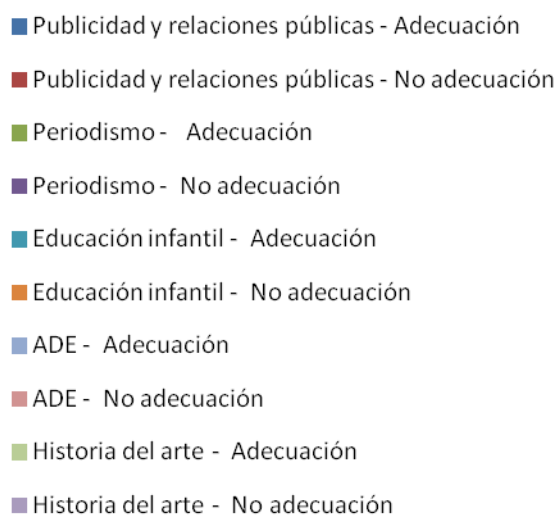 Publicidad y relaciones públicas - Adecuación
Publicidad y relaciones públicas - No adecuación
Periodismo - Adecuación
Periodismo - No adecuación
Educación infantil - Adecuación
Educación infantil - No adecuación
ADE - Adecuación
ADE - No adecuación
Historia del arte - Adecuación
Historia del arte - No adecuación